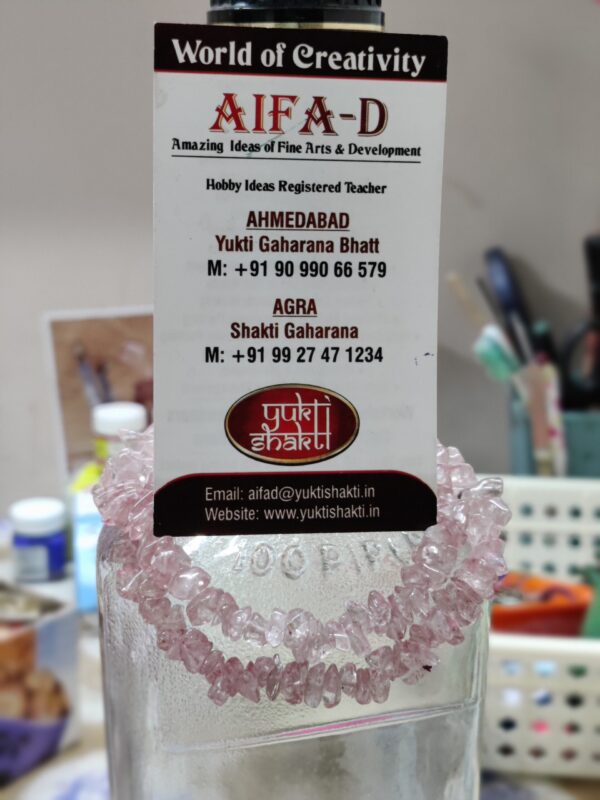 World of Creativity
AIFA-D
Amazing Ideas of Fine Arts & Development
Hobby Ideas Registered Teacher
AHMEDABAD
Yukti Gaharana Bhatt
M: +91 90 990 66 579
AGRA
Shakti Gaharana
M: +91 99 27 47 1234
yukti
shakti
Email: aifad@yuktishakti.in
Website: www.yuktishakti.in